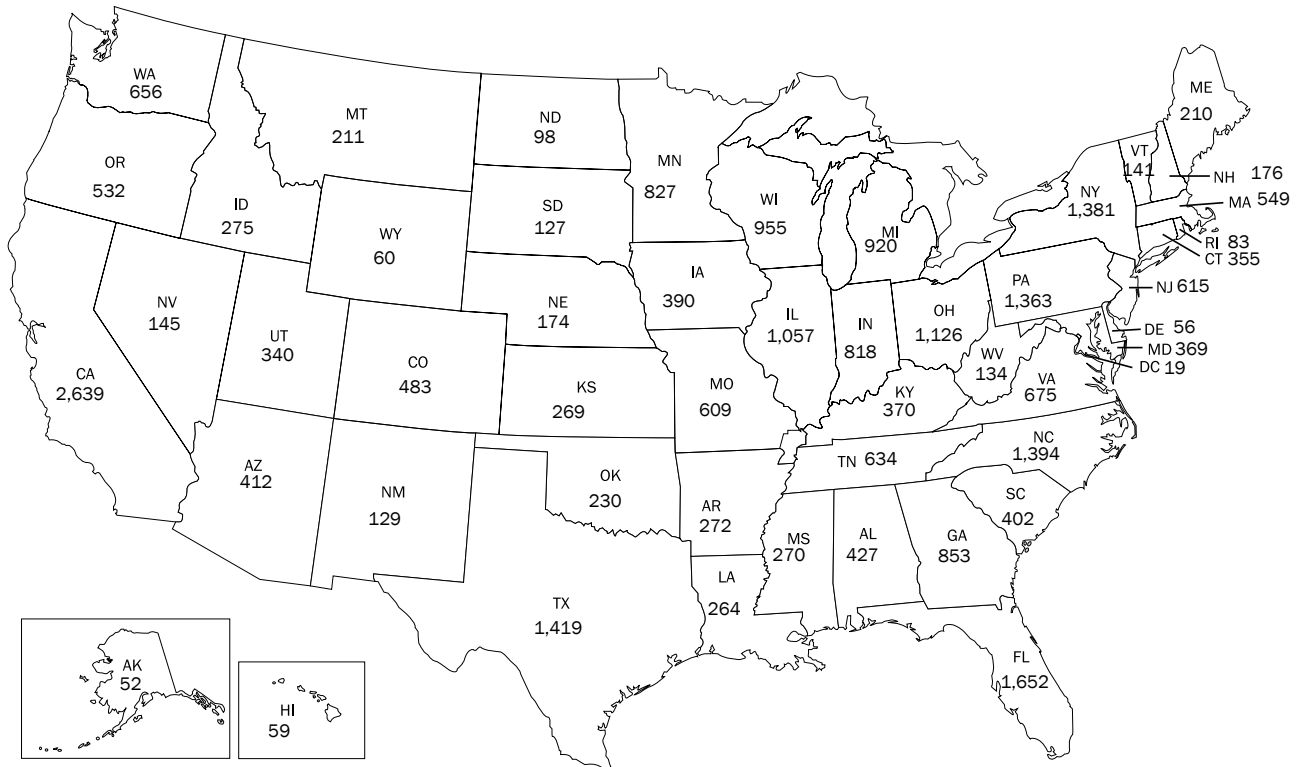 WA
656
MT
211
ND
98
MN
827
ME
210
OR
532
ID
275
WY
60
SD
127
WI
955
MI
920
NY
1,381
VT
141
NH 176
MA 549
RI 83
CT 355
NJ 615
PA
1,363
IA
390
NE
174
NV
145
UT
340
CO
483
CA
2,639
KS
269
MO
609
IL
1,057
IN
818
OH
1,126
WV
134
DE 56
MD 369
DC 19
VA
675
KY
370
NC
1,394
TN 634
SC
402
AZ
412
NM
129
OK
230
AR
272
MS
270
AL
427
GA
853
LA
264
TX
1,419
FL
1,652
AK
52
HI
59